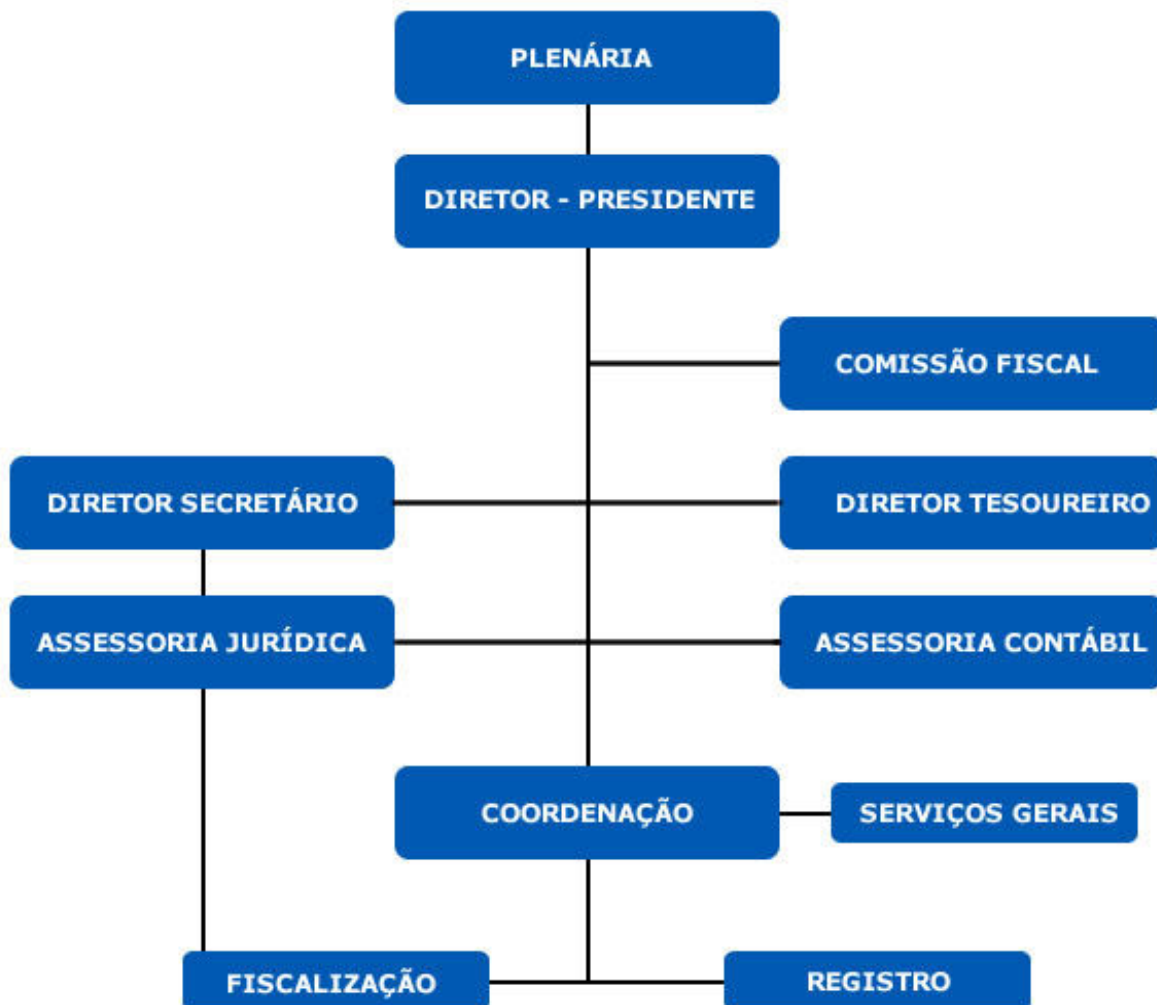 PLENÁRIA
DIRETOR - PRESIDENTE
COMISSÃO FISCAL
DIRETOR SECRETÁRIO
DIRETOR TESOUREIRO
ASSESSORIA JURÍDICA
ASSESSORIA CONTÁBIL
COORDENAÇÃO
SERVIÇOS GERAIS
FISCALIZAÇÃO
REGISTRO